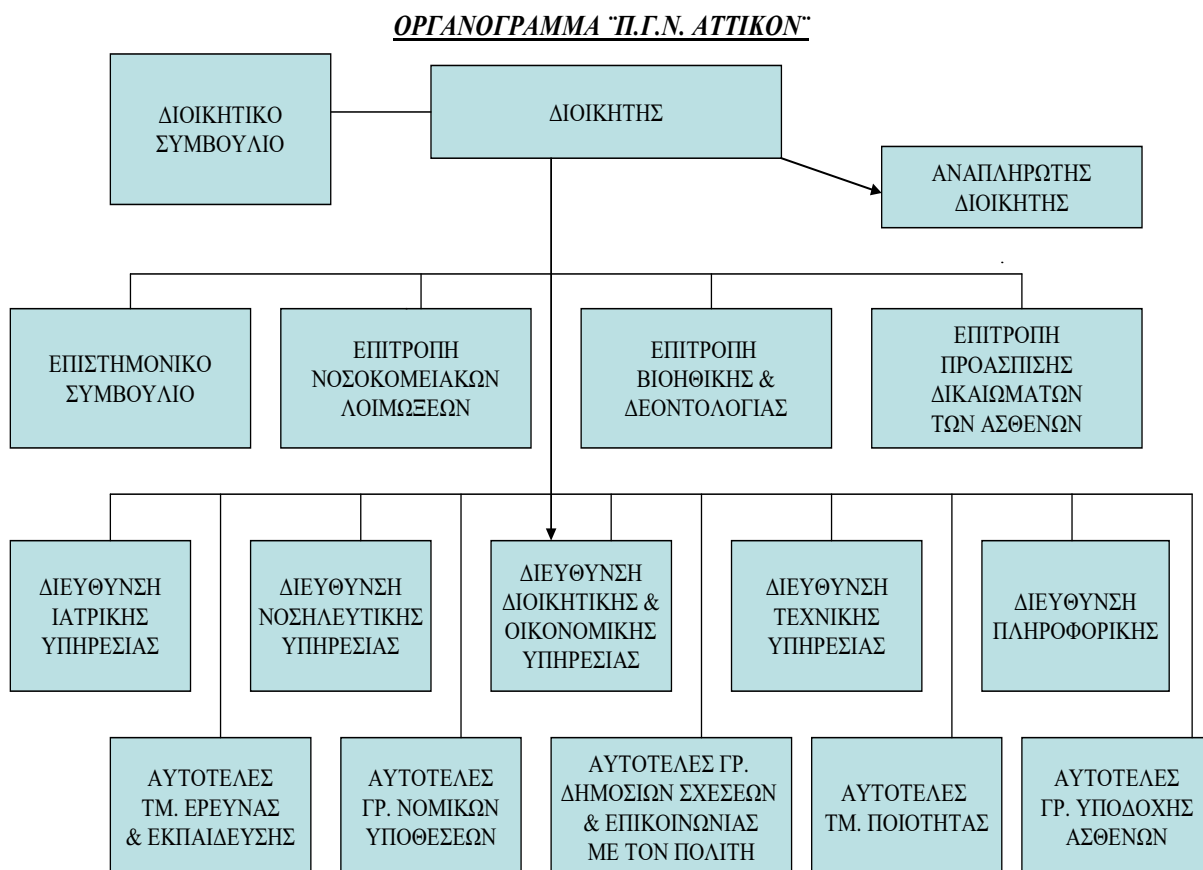 ΟΡΓΑΝΟΓΡΑΜΜΑ ¨Π.Γ.Ν. ΑΤΤΙΚΟΝ¨
ΔΙΟΙΚΗΤΙΚΟ
ΣΥΜΒΟΥΛΙΟ
ΔΙΟΙΚΗΤΗΣ
ΑΝΑΠΛΗΡΩΤΗΣ
ΔΙΟΙΚΗΤΗΣ
.
ΕΠΙΣΤΗΜΟΝΙΚΟ
ΣΥΜΒΟΥΛΙΟ
ΕΠΙΤΡΟΠΗ
ΝΟΣΟΚΟΜΕΙΑΚΩΝ
ΛΟΙΜΩΞΕΩΝ
ΕΠΙΤΡΟΠΗ
ΒΙΟΗΘΙΚΗΣ &
ΔΕΟΝΤΟΛΟΓΙΑΣ
ΕΠΙΤΡΟΠΗ
ΠΡΟΑΣΠΙΣΗΣ
ΔΙΚΑΙΩΜΑΤΩΝ
ΤΩΝ ΑΣΘΕΝΩΝ
ΔΙΕΥΘΥΝΣΗ
ΙΑΤΡΙΚΗΣ
ΥΠΗΡΕΣΙΑΣ
ΔΙΕΥΘΥΝΣΗ
ΝΟΣΗΛΕΥΤΙΚΗΣ
ΥΠΗΡΕΣΙΑΣ
ΔΙΕΥΘΥΝΣΗ
ΔΙΟΙΚΗΤΙΚΗΣ &
ΟΙΚΟΝΟΜΙΚΗΣ
ΥΠΗΡΕΣΙΑΣ
ΔΙΕΥΘΥΝΣΗ
ΤΕΧΝΙΚΗΣ
ΥΠΗΡΕΣΙΑΣ
ΔΙΕΥΘΥΝΣΗ
ΠΛΗΡΟΦΟΡΙΚΗΣ
ΑΥΤΟΤΕΛΕΣ
ΤΜ. ΕΡΕΥΝΑΣ
& ΕΚΠΑΙΔΕΥΣΗΣ
ΑΥΤΟΤΕΛΕΣ
ΓΡ. ΝΟΜΙΚΩΝ
ΥΠΟΘΕΣΕΩΝ
ΑΥΤΟΤΕΛΕΣ ΓΡ.
ΔΗΜΟΣΙΩΝ ΣΧΕΣΕΩΝ
& ΕΠΙΚΟΙΝΩΝΙΑΣ
ΜΕ ΤΟΝ ΠΟΛΙΤΗ
ΑΥΤΟΤΕΛΕΣ
ΤΜ. ΠΟΙΟΤΗΤΑΣ
ΑΥΤΟΤΕΛΕΣ
ΓΡ. ΥΠΟΔΟΧΗΣ
ΑΣΘΕΝΩΝ